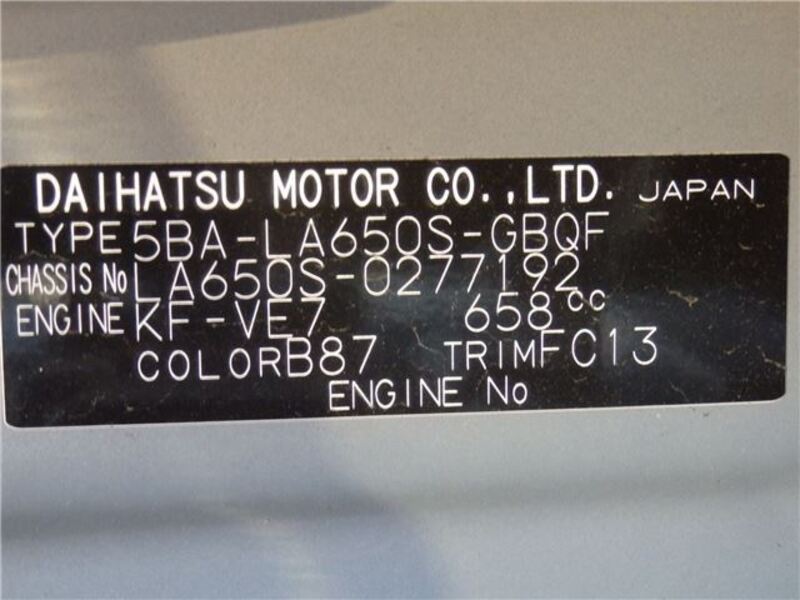 DAIHATSU MOTOR CO.,LTD. JAPAN
TYPE 5BA-LA650S-GBQF
CHASSIS No LA650S-0277192
ENGINE KF-VE7 658cc
COLOR B87 TRIM FC13
ENGINE No